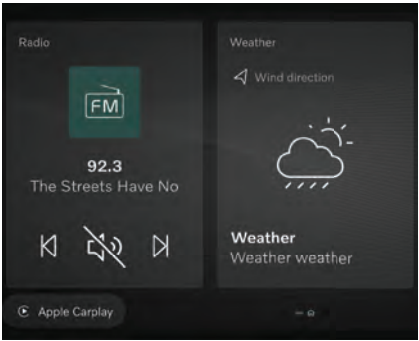 Radio
FM
92.3
The Streets Have No
Weather
Wind direction
Weather
Weather weather
Apple Carplay